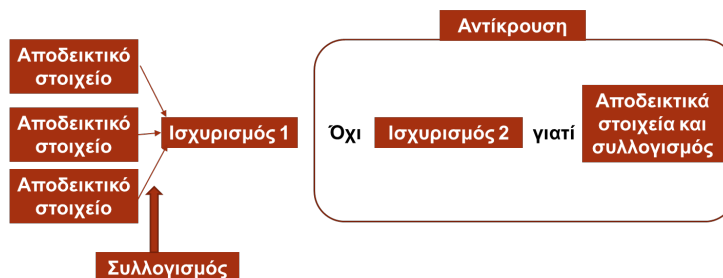 Αντίκρουση
Αποδεικτικό
στοιχείο
Αποδεικτικό
στοιχείο
Αποδεικτικό
στοιχείο
Ισχυρισμός 1
Όχι
Ισχυρισμός 2
γιατί
Αποδεικτικά
στοιχεία και
συλλογισμός
Συλλογισμός